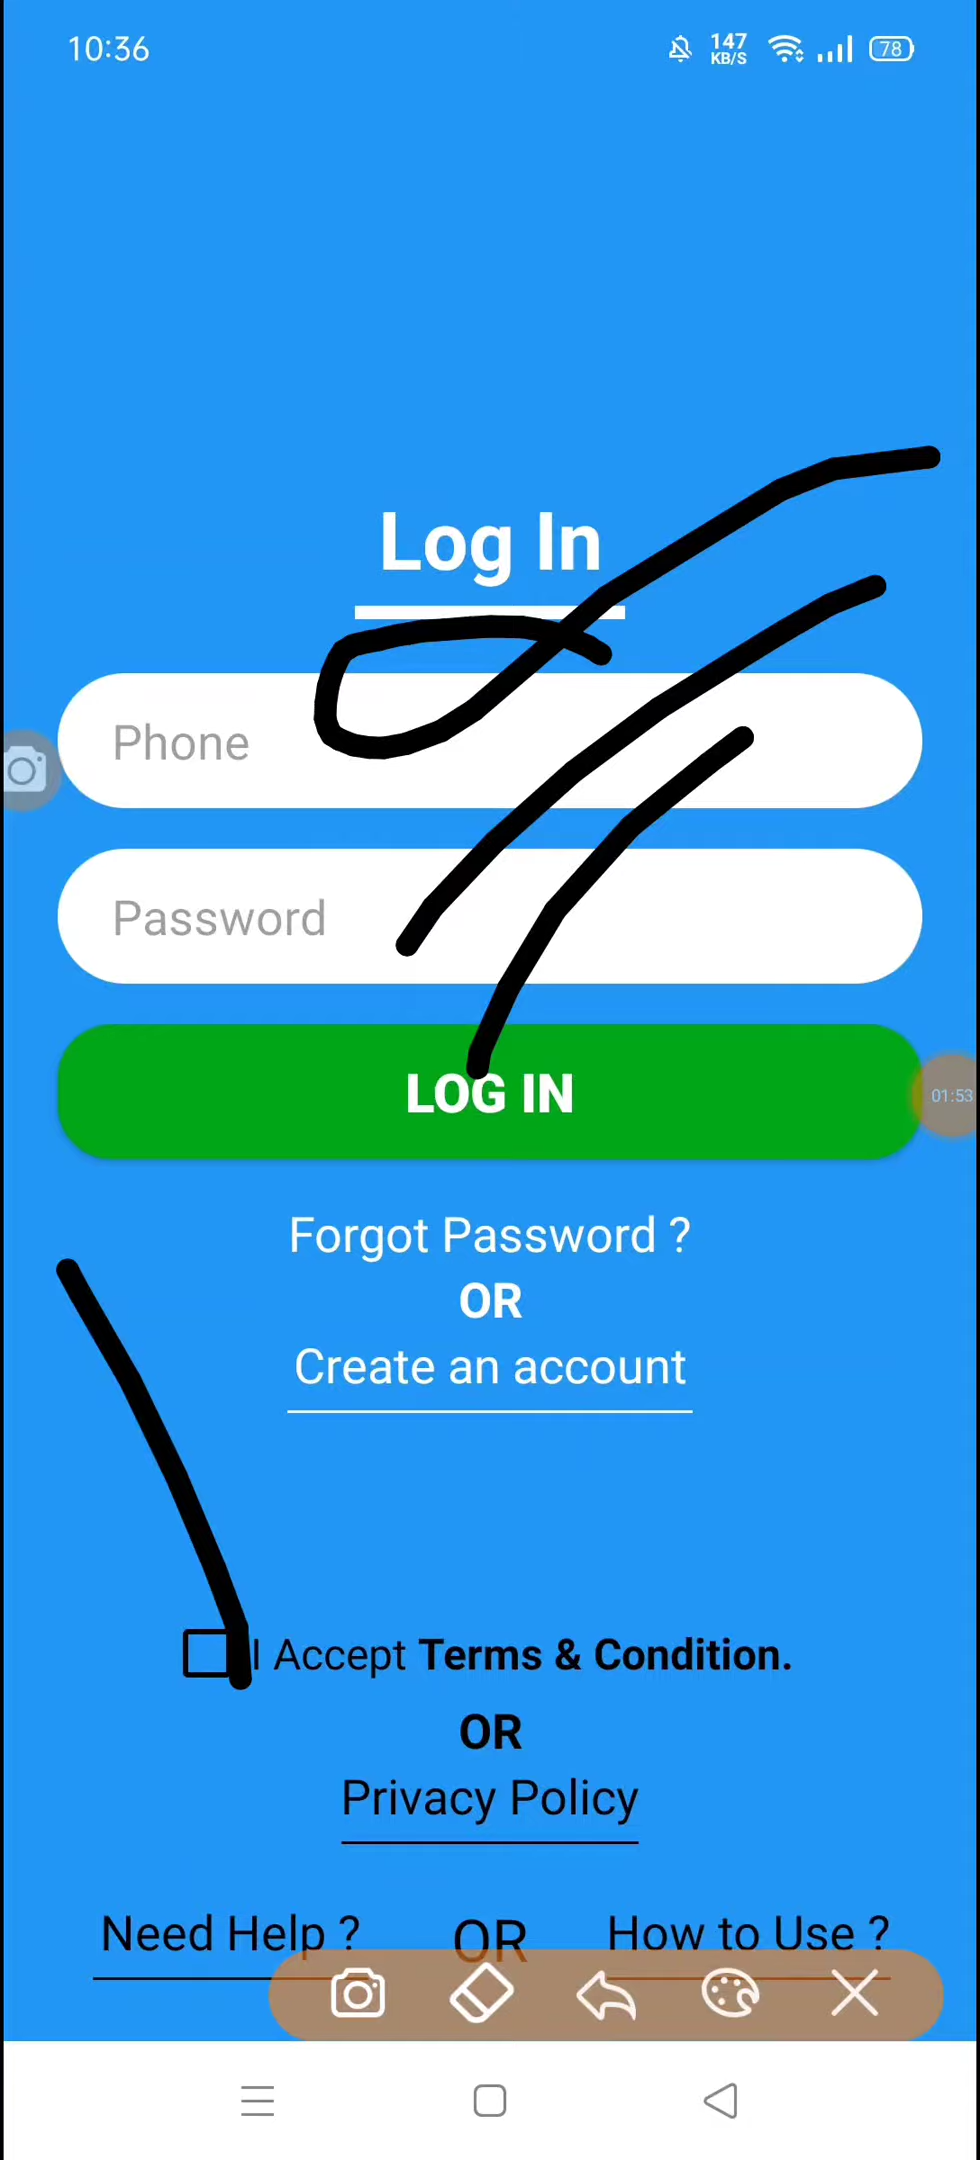 10:36
147
KB/S
78
Log In
Phone
Password
LOG IN
01:53
Forgot Password ?
OR
Create an account
I Accept Terms & Condition.
OR
Privacy Policy
Need Help ? OR How to Use ?